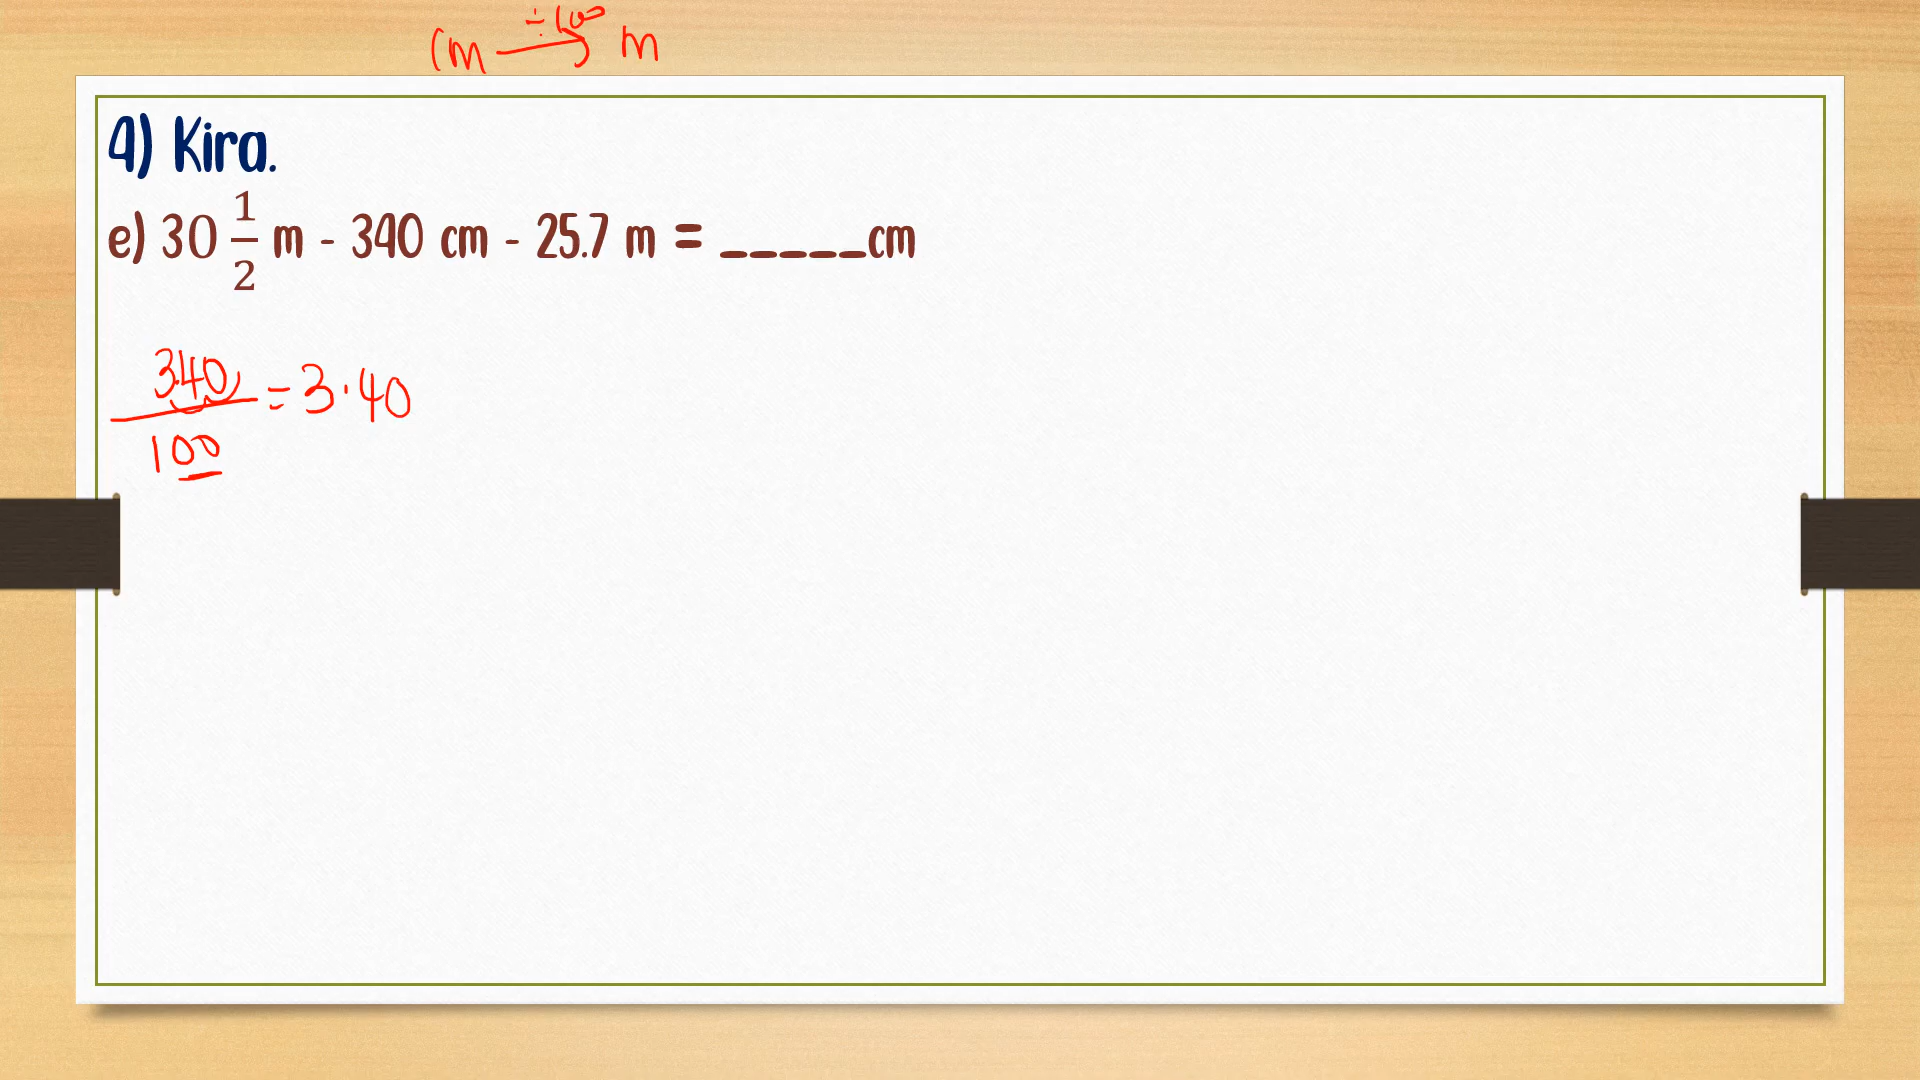 cm ÷100 → m
4) Kira.
e) 30 1/2 m - 340 cm - 25.7 m = _____cm
340/100 = 3.40